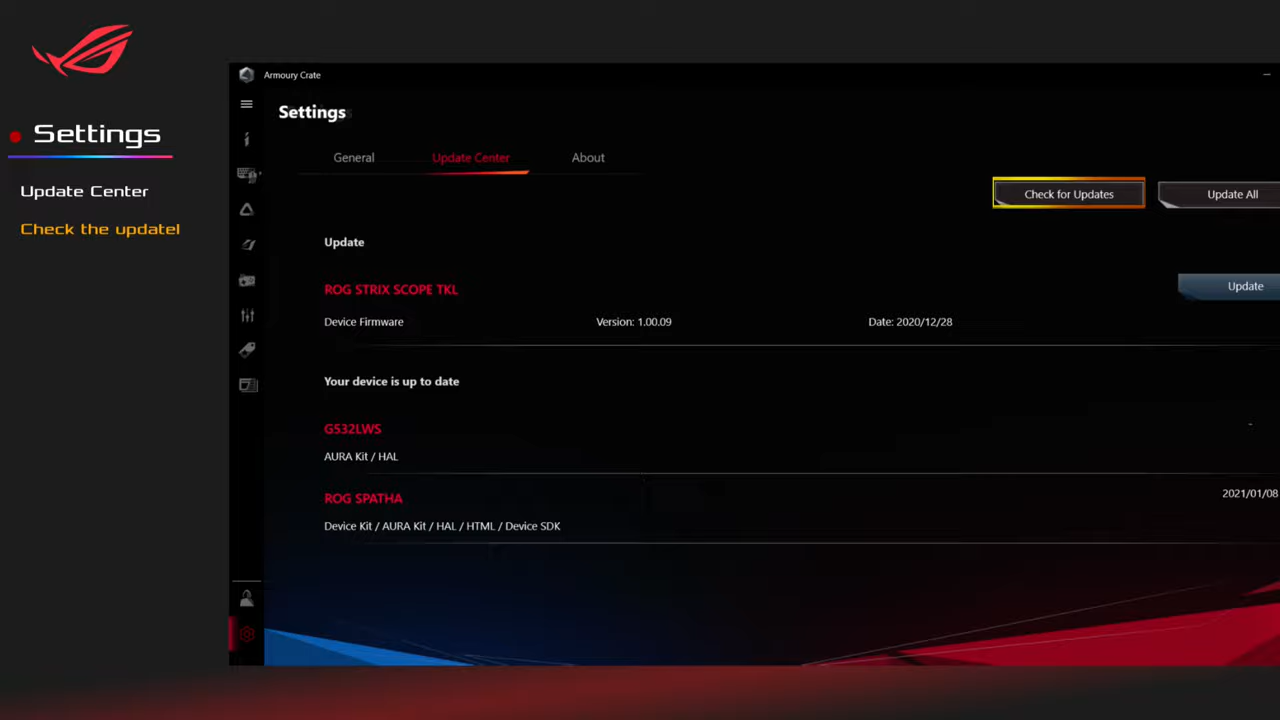 Settings
Update Center
Check the update!
Armoury Crate
Settings
General
Update Center
About
Check for Updates
Update All
Update
ROG STRIX SCOPE TKL
Update
Device Firmware
Version: 1.00.09
Date: 2020/12/28
Your device is up to date
G532LWS
-
AURA Kit / HAL
ROG SPATHA
2021/01/08
Device Kit / AURA Kit / HAL / HTML / Device SDK